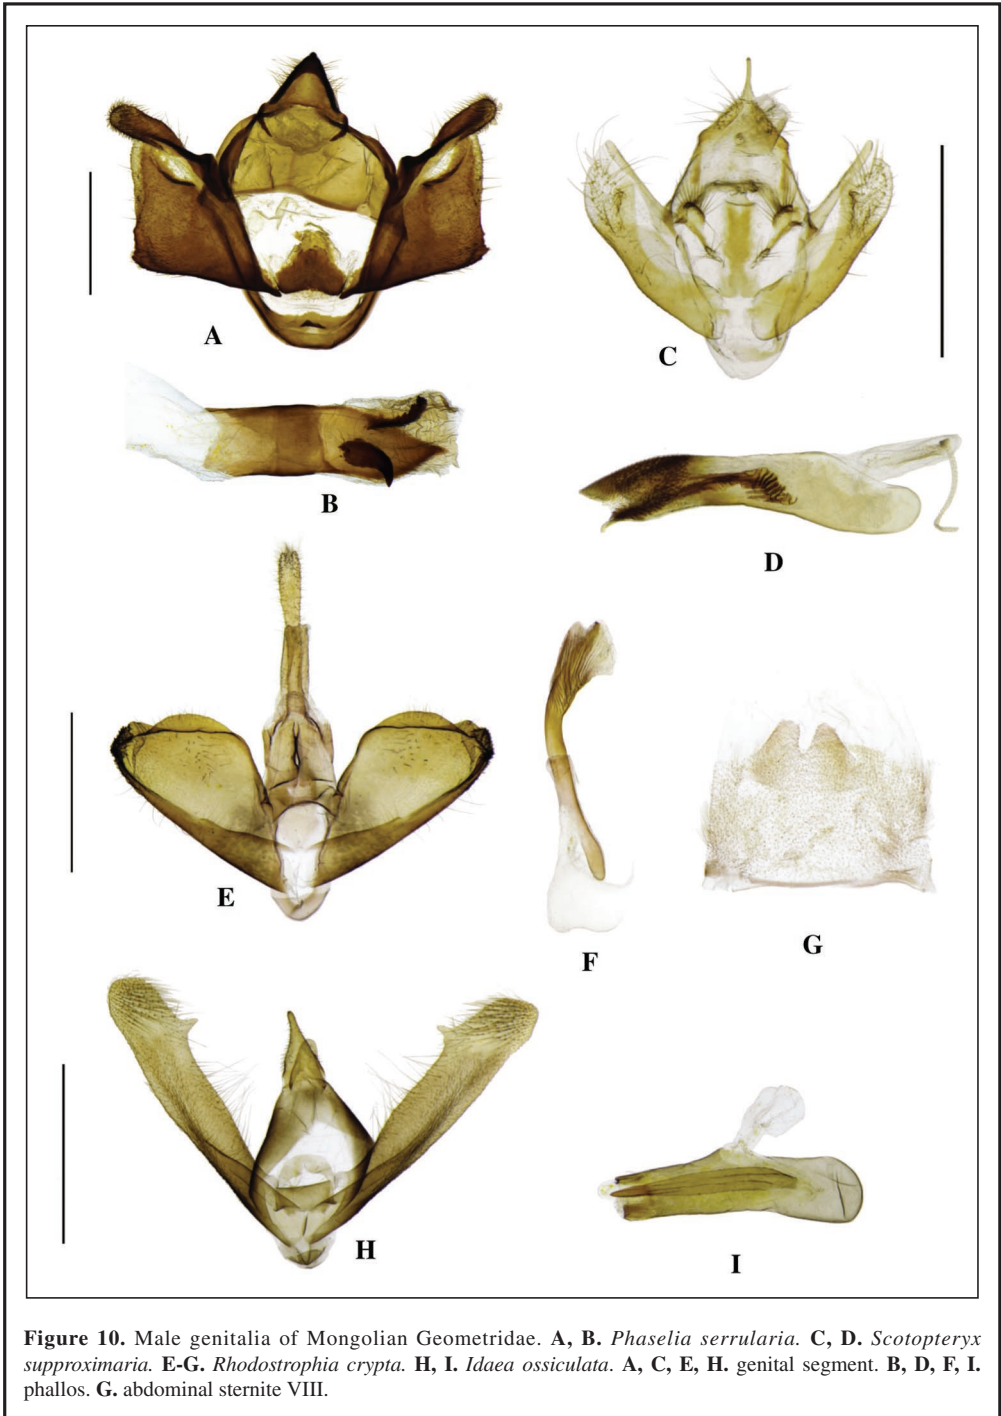 A
C
B
D
E
F
G
H
I
Figure 10. Male genitalia of Mongolian Geometridae. A, B. Phaselia serrularia. C, D. Scotopteryx
supproximaria. E-G. Rhodostrophia crypta. H, I. Idaea ossiculata. A, C, E, H. genital segment. B, D, F, I.
phallos. G. abdominal sternite VIII.